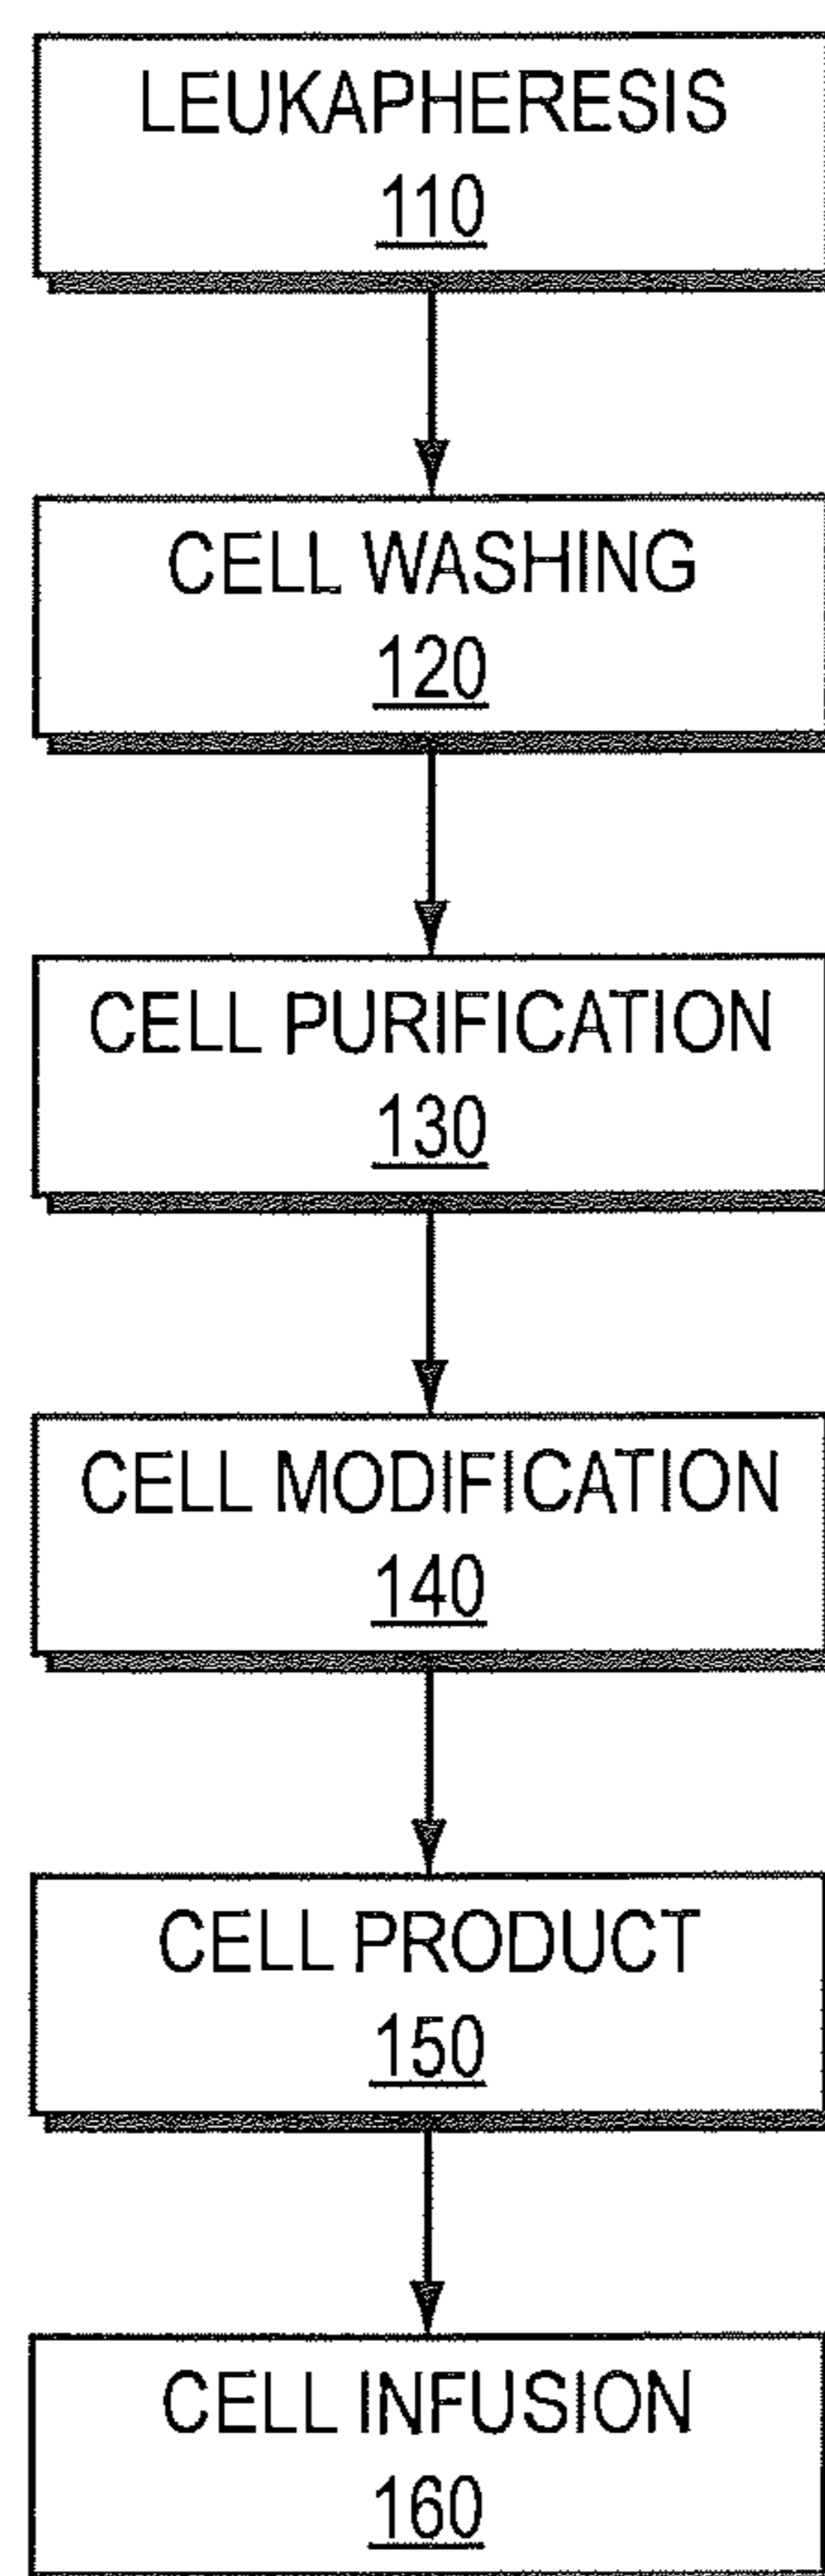 LEUKAPHERESIS
110
CELL WASHING
120
CELL PURIFICATION
130
CELL MODIFICATION
140
CELL PRODUCT
150
CELL INFUSION
160